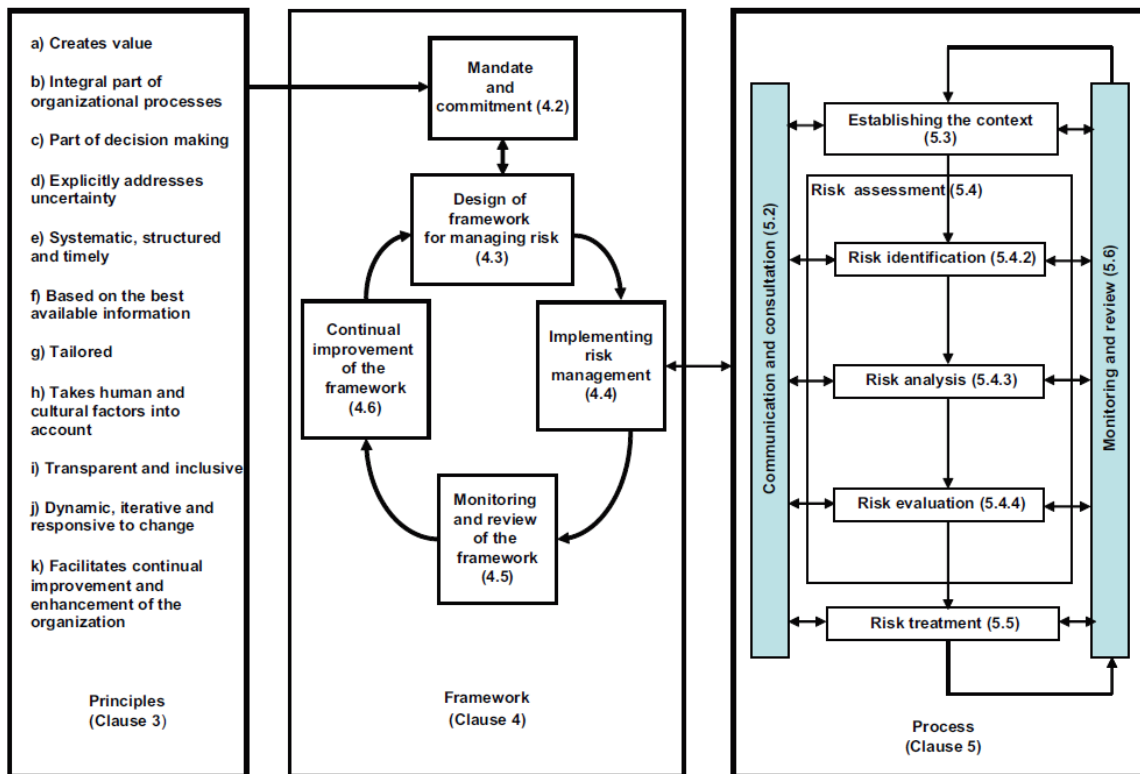 a) Creates value
b) Integral part of
organizational processes
c) Part of decision making
d) Explicitly addresses
uncertainty
e) Systematic, structured
and timely
f) Based on the best
available information
g) Tailored
h) Takes human and
cultural factors into
account
i) Transparent and inclusive
j) Dynamic, iterative and
responsive to change
k) Facilitates continual
improvement and
enhancement of the
organization
Principles
(Clause 3)
Mandate
and
commitment (4.2)
Design of
framework
for managing risk
(4.3)
Continual
improvement
of the
framework
(4.6)
Implementing
risk
management
(4.4)
Monitoring
and review
of the
framework
(4.5)
Framework
(Clause 4)
Communication and consultation (5.2)
Establishing the context
(5.3)
Risk assessment (5.4)
Risk identification (5.4.2)
Risk analysis (5.4.3)
Risk evaluation (5.4.4)
Risk treatment (5.5)
Monitoring and review (5.6)
Process
(Clause 5)